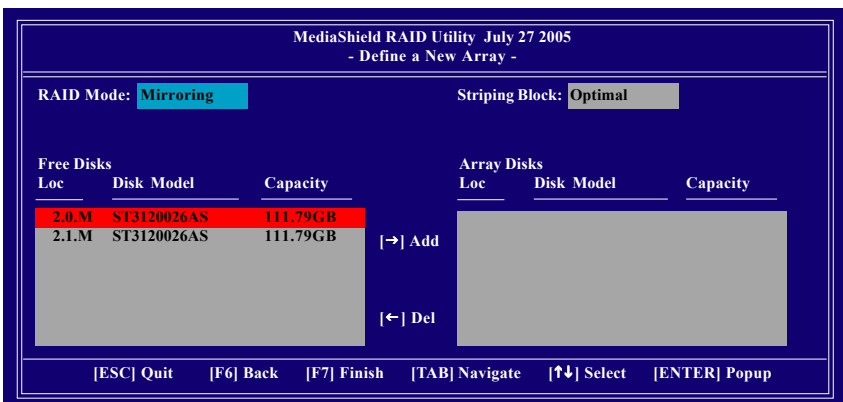 MediaShield RAID Utility July 27 2005
- Define a New Array -
RAID Mode: Mirroring Striping Block: Optimal
Free Disks Array Disks
Loc Disk Model Capacity Loc Disk Model Capacity
2.0.M ST3120026AS 111.79GB
2.1.M ST3120026AS 111.79GB
[→] Add
[←] Del
[ESC] Quit [F6] Back [F7] Finish [TAB] Navigate [↑↓] Select [ENTER] Popup